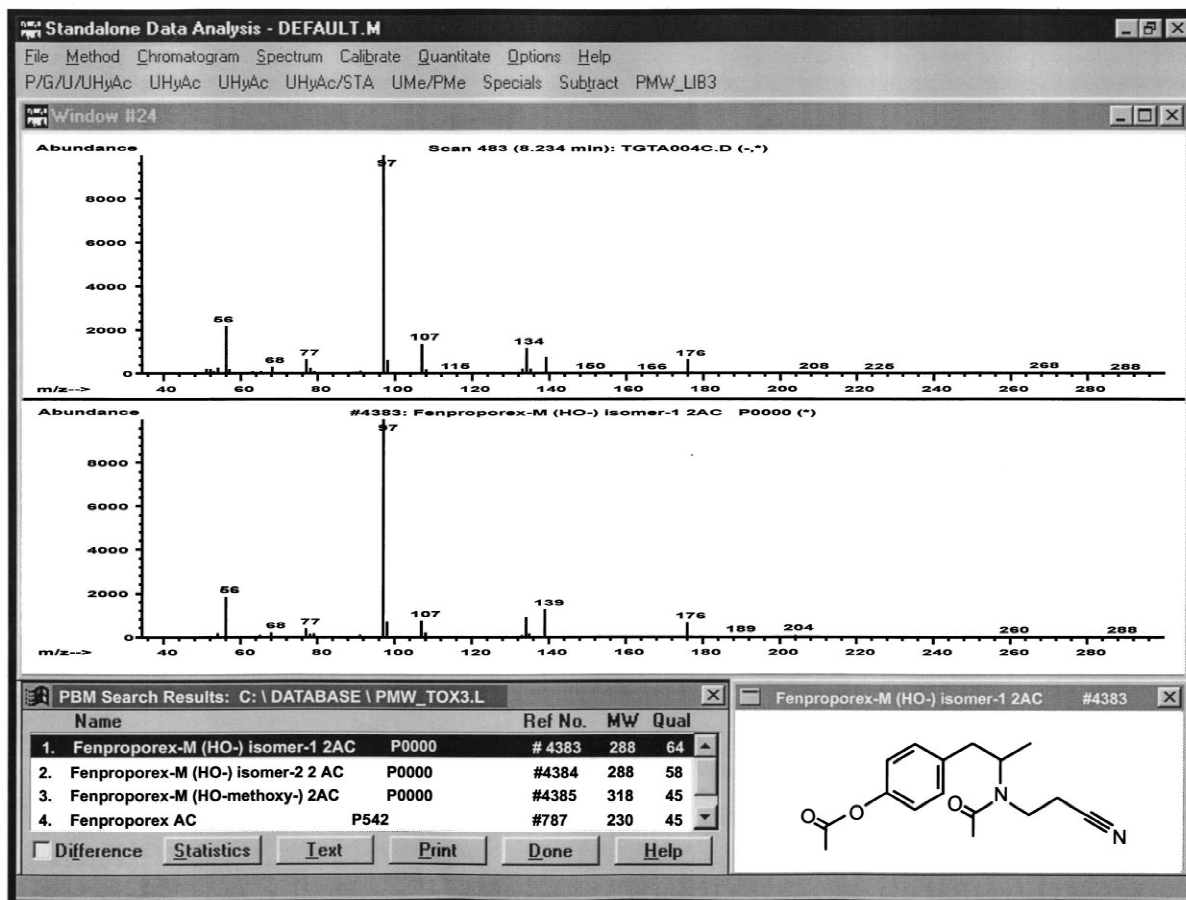 Standalone Data Analysis - DEFAULT.M
File Method Chromatogram Spectrum Calibrate Quantitate Options Help
P/G/U/UHyAc UHyAc UHyAc UHyAc/STA UMe/PMe Specials Subtract PMW_LIB3
Window #24
Abundance Scan 483 (8.234 min): TGTA004C.D (-,*)
97
8000
6000
4000
56
2000
107
134
68 77 115 150 166 176 208 225 268 288
0
m/z--> 40 60 80 100 120 140 160 180 200 220 240 260 280
Abundance #4383: Fenproporex-M (HO-) isomer-1 2AC P0000 (*)
97
8000
6000
4000
56
2000
139
68 77 107 176 189 204 260 288
0
m/z--> 40 60 80 100 120 140 160 180 200 220 240 260 280
PBM Search Results: C: \ DATABASE \ PMW_TOX3.L
Name Ref No. MW Qual
1. Fenproporex-M (HO-) isomer-1 2AC P0000 # 4383 288 64
2. Fenproporex-M (HO-) isomer-2 2 AC P0000 #4384 288 58
3. Fenproporex-M (HO-methoxy-) 2AC P0000 #4385 318 45
4. Fenproporex AC P542 #787 230 45
Difference Statistics Text Print Done Help
Fenproporex-M (HO-) isomer-1 2AC #4383
O
O
O
N
N